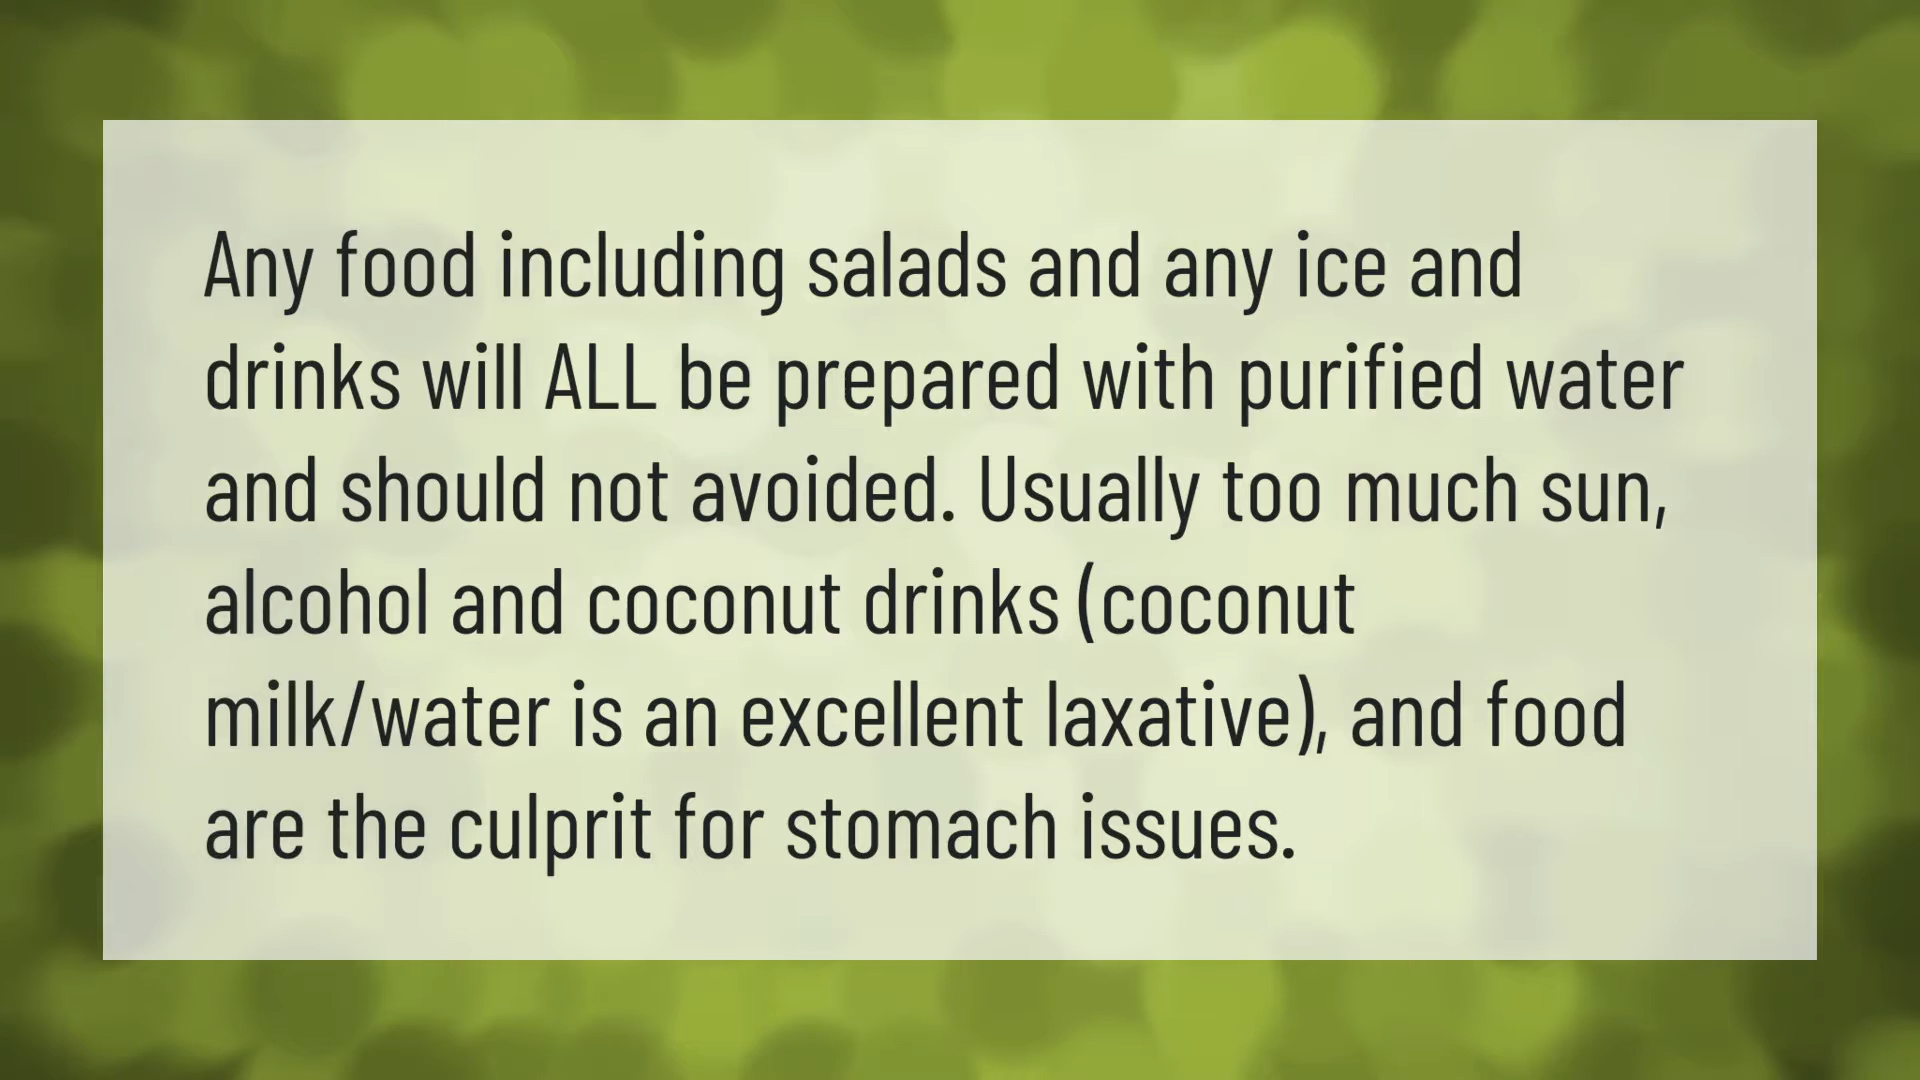 Any food including salads and any ice and
drinks will ALL be prepared with purified water
and should not avoided. Usually too much sun,
alcohol and coconut drinks (coconut
milk/water is an excellent laxative), and food
are the culprit for stomach issues.